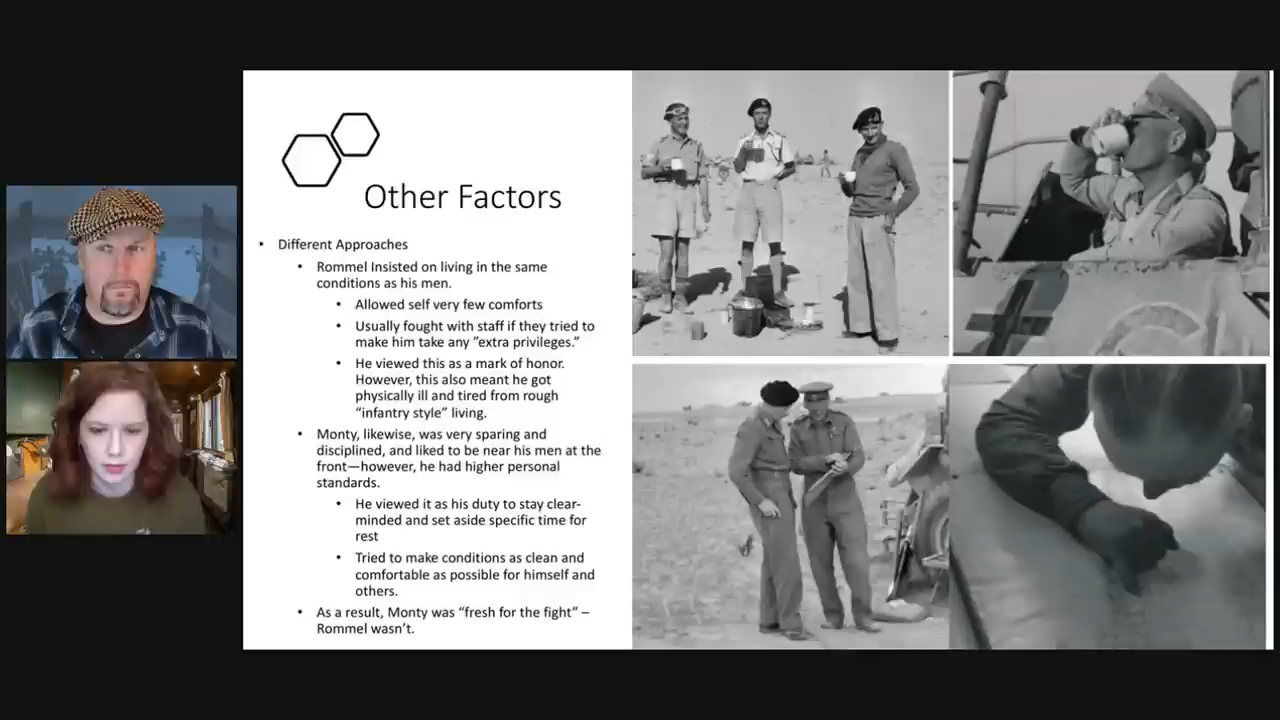 Other Factors
• Different Approaches
• Rommel Insisted on living in the same
conditions as his men.
• Allowed self very few comforts
• Usually fought with staff if they tried to
make him take any ”extra privileges.”
• He viewed this as a mark of honor.
However, this also meant he got
physically ill and tired from rough
“infantry style” living.
• Monty, likewise, was very sparing and
disciplined, and liked to be near his men at the
front—however, he had higher personal
standards.
• He viewed it as his duty to stay clear-
minded and set aside specific time for
rest
• Tried to make conditions as clean and
comfortable as possible for himself and
others.
• As a result, Monty was “fresh for the fight” –
Rommel wasn’t.